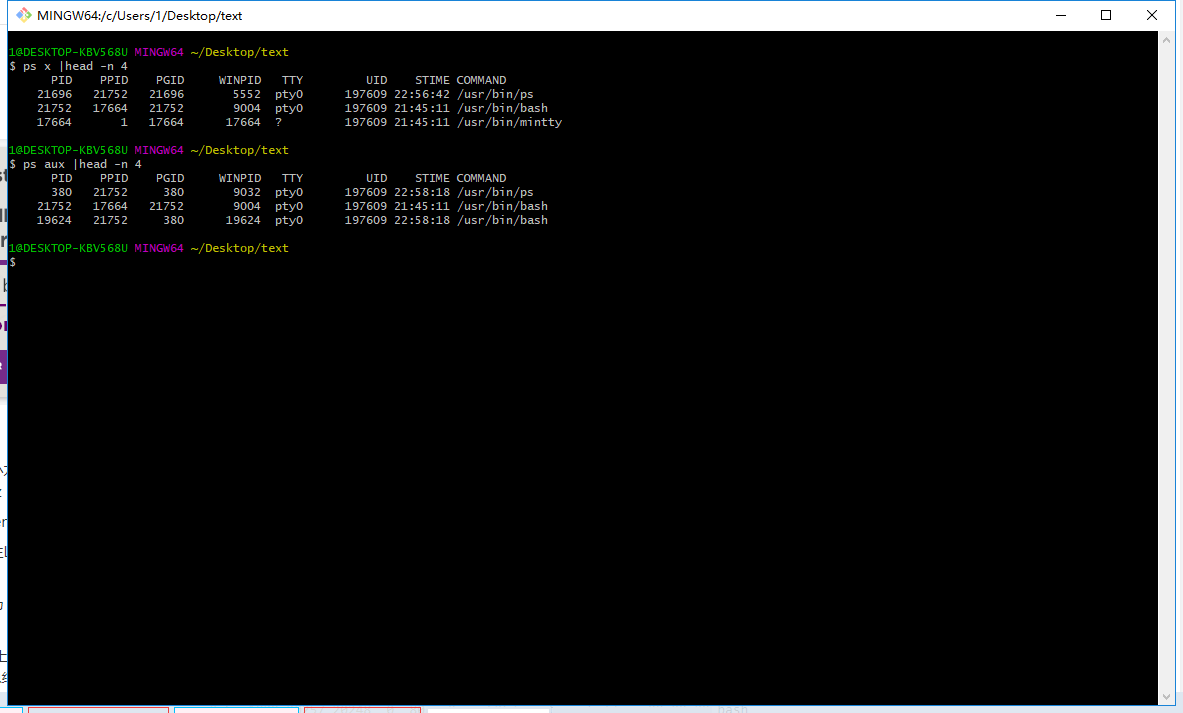 MINGW64:/c/Users/1/Desktop/text
1@DESKTOP-KBV568U MINGW64 ~/Desktop/text
$ ps x |head -n 4
PID PPID PGID WINPID TTY UID STIME COMMAND
21696 21752 21696 5552 pty0 197609 22:56:42 /usr/bin/ps
21752 17664 21752 9004 pty0 197609 21:45:11 /usr/bin/bash
17664 1 17664 17664 ? 197609 21:45:11 /usr/bin/mintty
1@DESKTOP-KBV568U MINGW64 ~/Desktop/text
$ ps aux |head -n 4
PID PPID PGID WINPID TTY UID STIME COMMAND
380 21752 380 9032 pty0 197609 22:58:18 /usr/bin/ps
21752 17664 21752 9004 pty0 197609 21:45:11 /usr/bin/bash
19624 21752 380 19624 pty0 197609 22:58:18 /usr/bin/bash
1@DESKTOP-KBV568U MINGW64 ~/Desktop/text
$